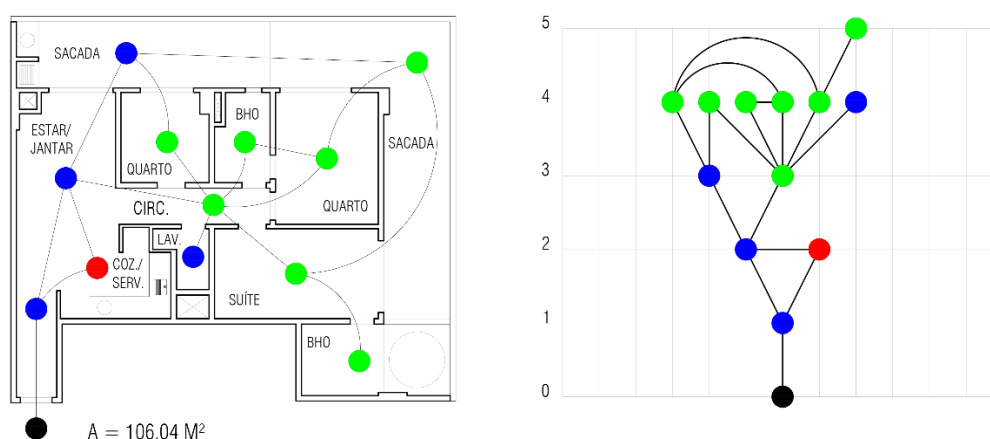 SACADA
ESTAR/
JANTAR
QUARTO
BHO
SACADA
QUARTO
CIRC.
LAV.
COZ./
SERV.
SUÍTE
BHO
A = 106.04 M²
5
4
3
2
1
0